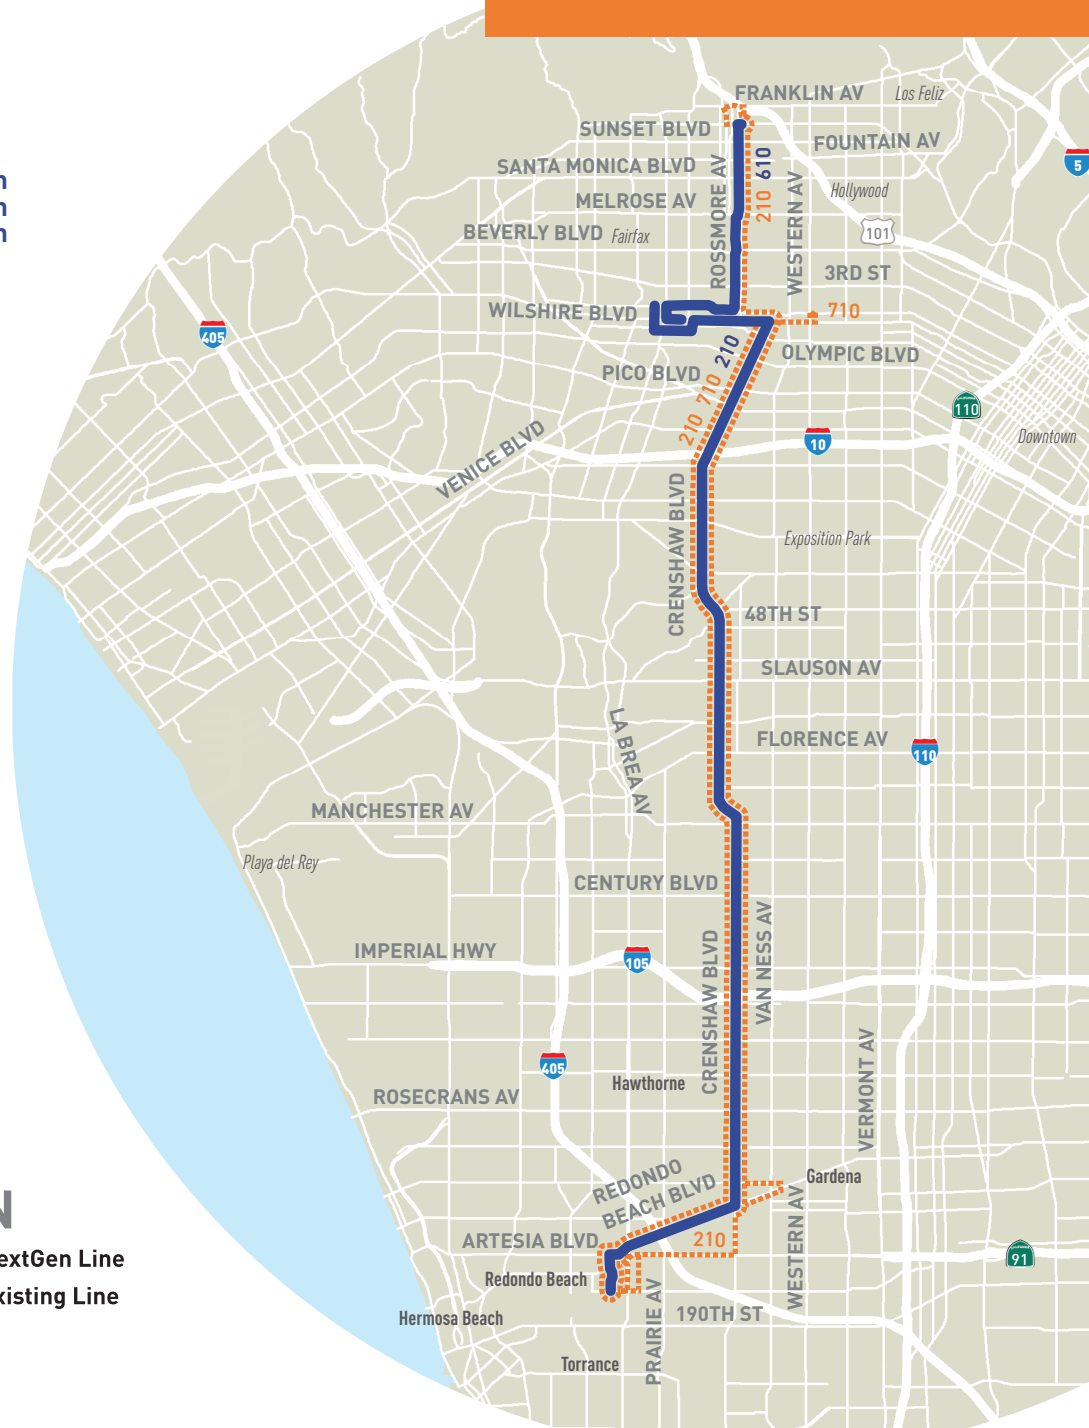 FRANKLIN AV
Los Feliz
SUNSET BLVD
FOUNTAIN AV
5
SANTA MONICA BLVD
610
ROSSMORE AV
WESTERN AV
Hollywood
MELROSE AV
210
BEVERLY BLVD
Fairfax
101
3RD ST
WILSHIRE BLVD
710
405
210
OLYMPIC BLVD
PICO BLVD
710
210
110
VENICE BLVD
10
Downtown
CRENSHAW BLVD
Exposition Park
48TH ST
SLAUSON AV
LA BREA AV
FLORENCE AV
110
MANCHESTER AV
Playa del Rey
CENTURY BLVD
IMPERIAL HWY
105
CRENSHAW BLVD
VAN NESS AV
405
Hawthorne
VERMONT AV
ROSECRANS AV
REDONDO
BEACH BLVD
Gardena
WESTERN AV
ARTESIA BLVD
210
91
Redondo Beach
PRAIRIE AV
190TH ST
Hermosa Beach
Torrance
N
extGen Line
xisting Line